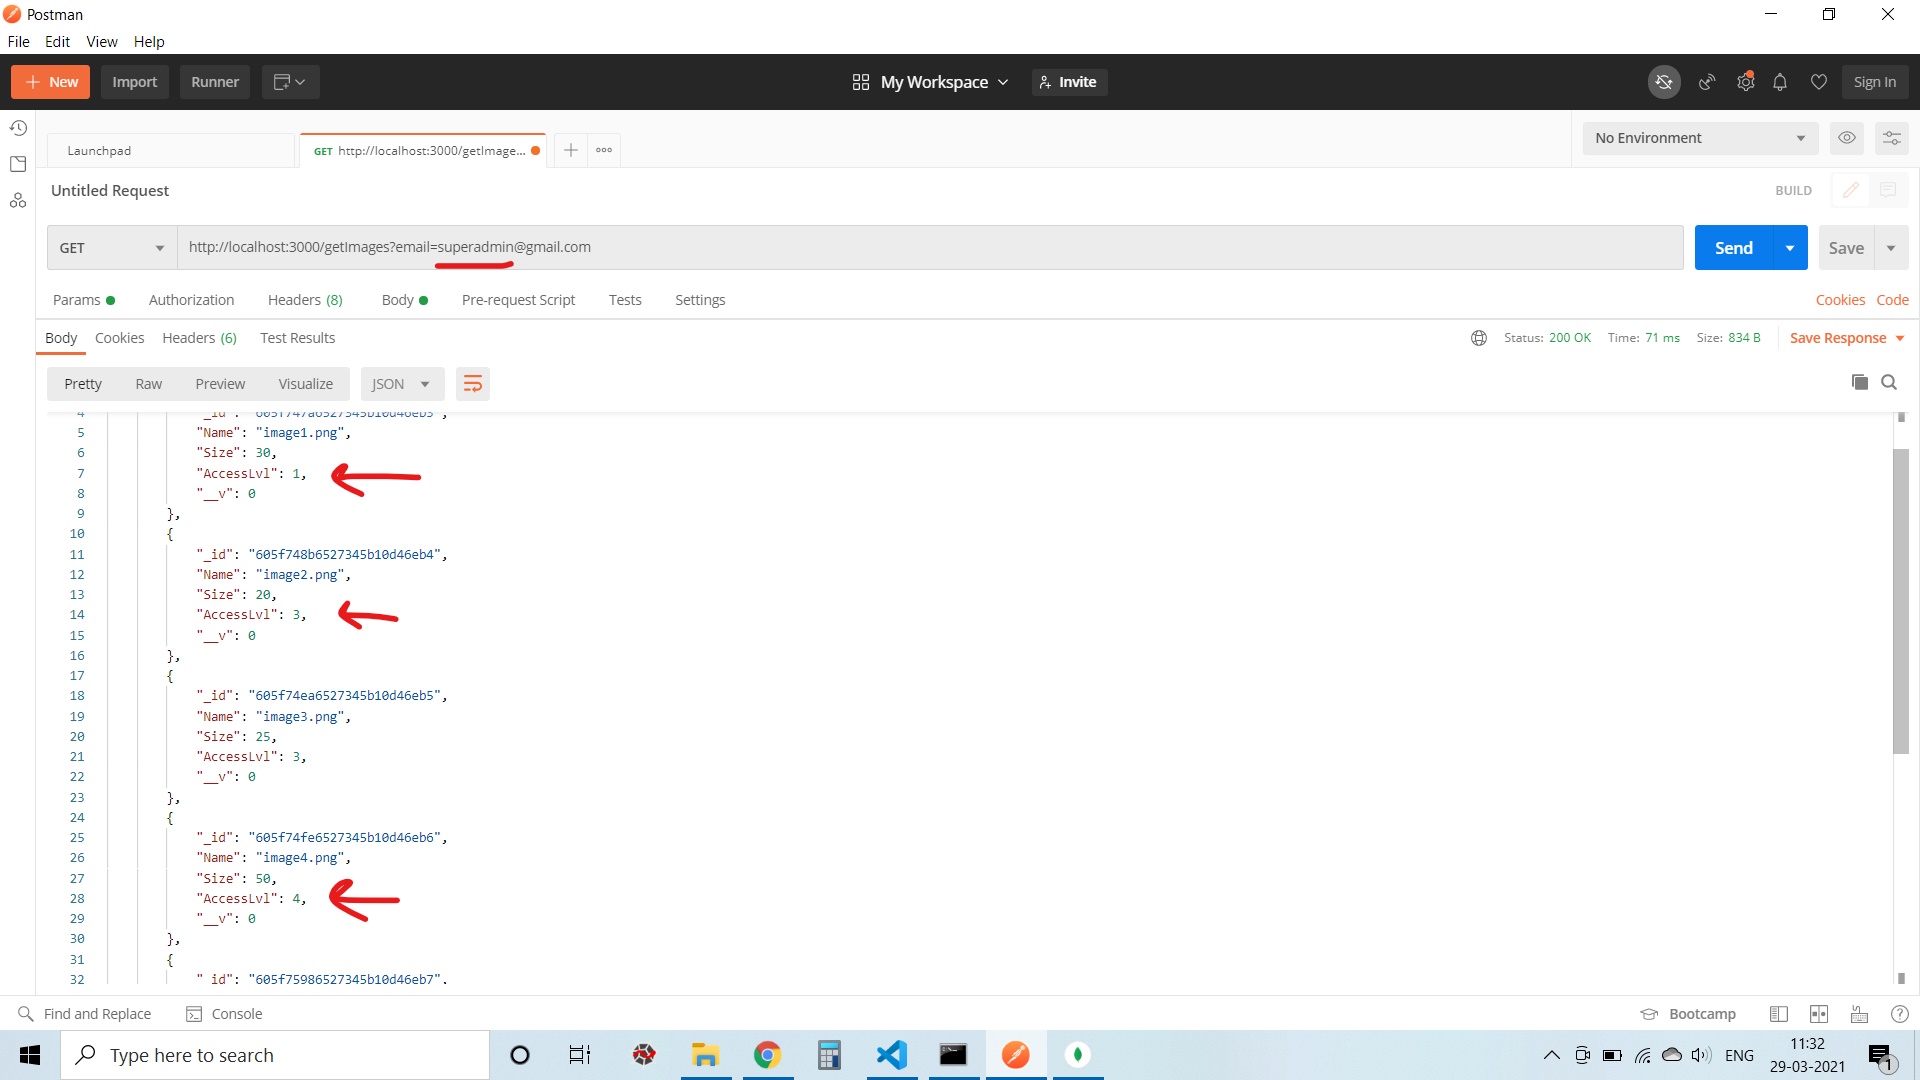 Postman
File Edit View Help
New Import Runner My Workspace Invite Sign In
Launchpad GET http://localhost:3000/getImage... No Environment
Untitled Request BUILD
GET http://localhost:3000/getImages?email=superadmin@gmail.com Send Save
Params Authorization Headers (8) Body Pre-request Script Tests Settings Cookies Code
Body Cookies Headers (6) Test Results Status: 200 OK Time: 71 ms Size: 834 B Save Response
Pretty Raw Preview Visualize JSON
4 "_id": "605f747a6527345b10d46eb3",
5 "Name": "image1.png",
6 "Size": 30,
7 "AccessLvl": 1,
8 "__v": 0
9 },
10 {
11 "_id": "605f748b6527345b10d46eb4",
12 "Name": "image2.png",
13 "Size": 20,
14 "AccessLvl": 3,
15 "__v": 0
16 },
17 {
18 "_id": "605f74ea6527345b10d46eb5",
19 "Name": "image3.png",
20 "Size": 25,
21 "AccessLvl": 3,
22 "__v": 0
23 },
24 {
25 "_id": "605f74fe6527345b10d46eb6",
26 "Name": "image4.png",
27 "Size": 50,
28 "AccessLvl": 4,
29 "__v": 0
30 },
31 {
32 "_id": "605f75986527345b10d46eb7",
Find and Replace Console Bootcamp
Type here to search ENG 11:32
29-03-2021 1